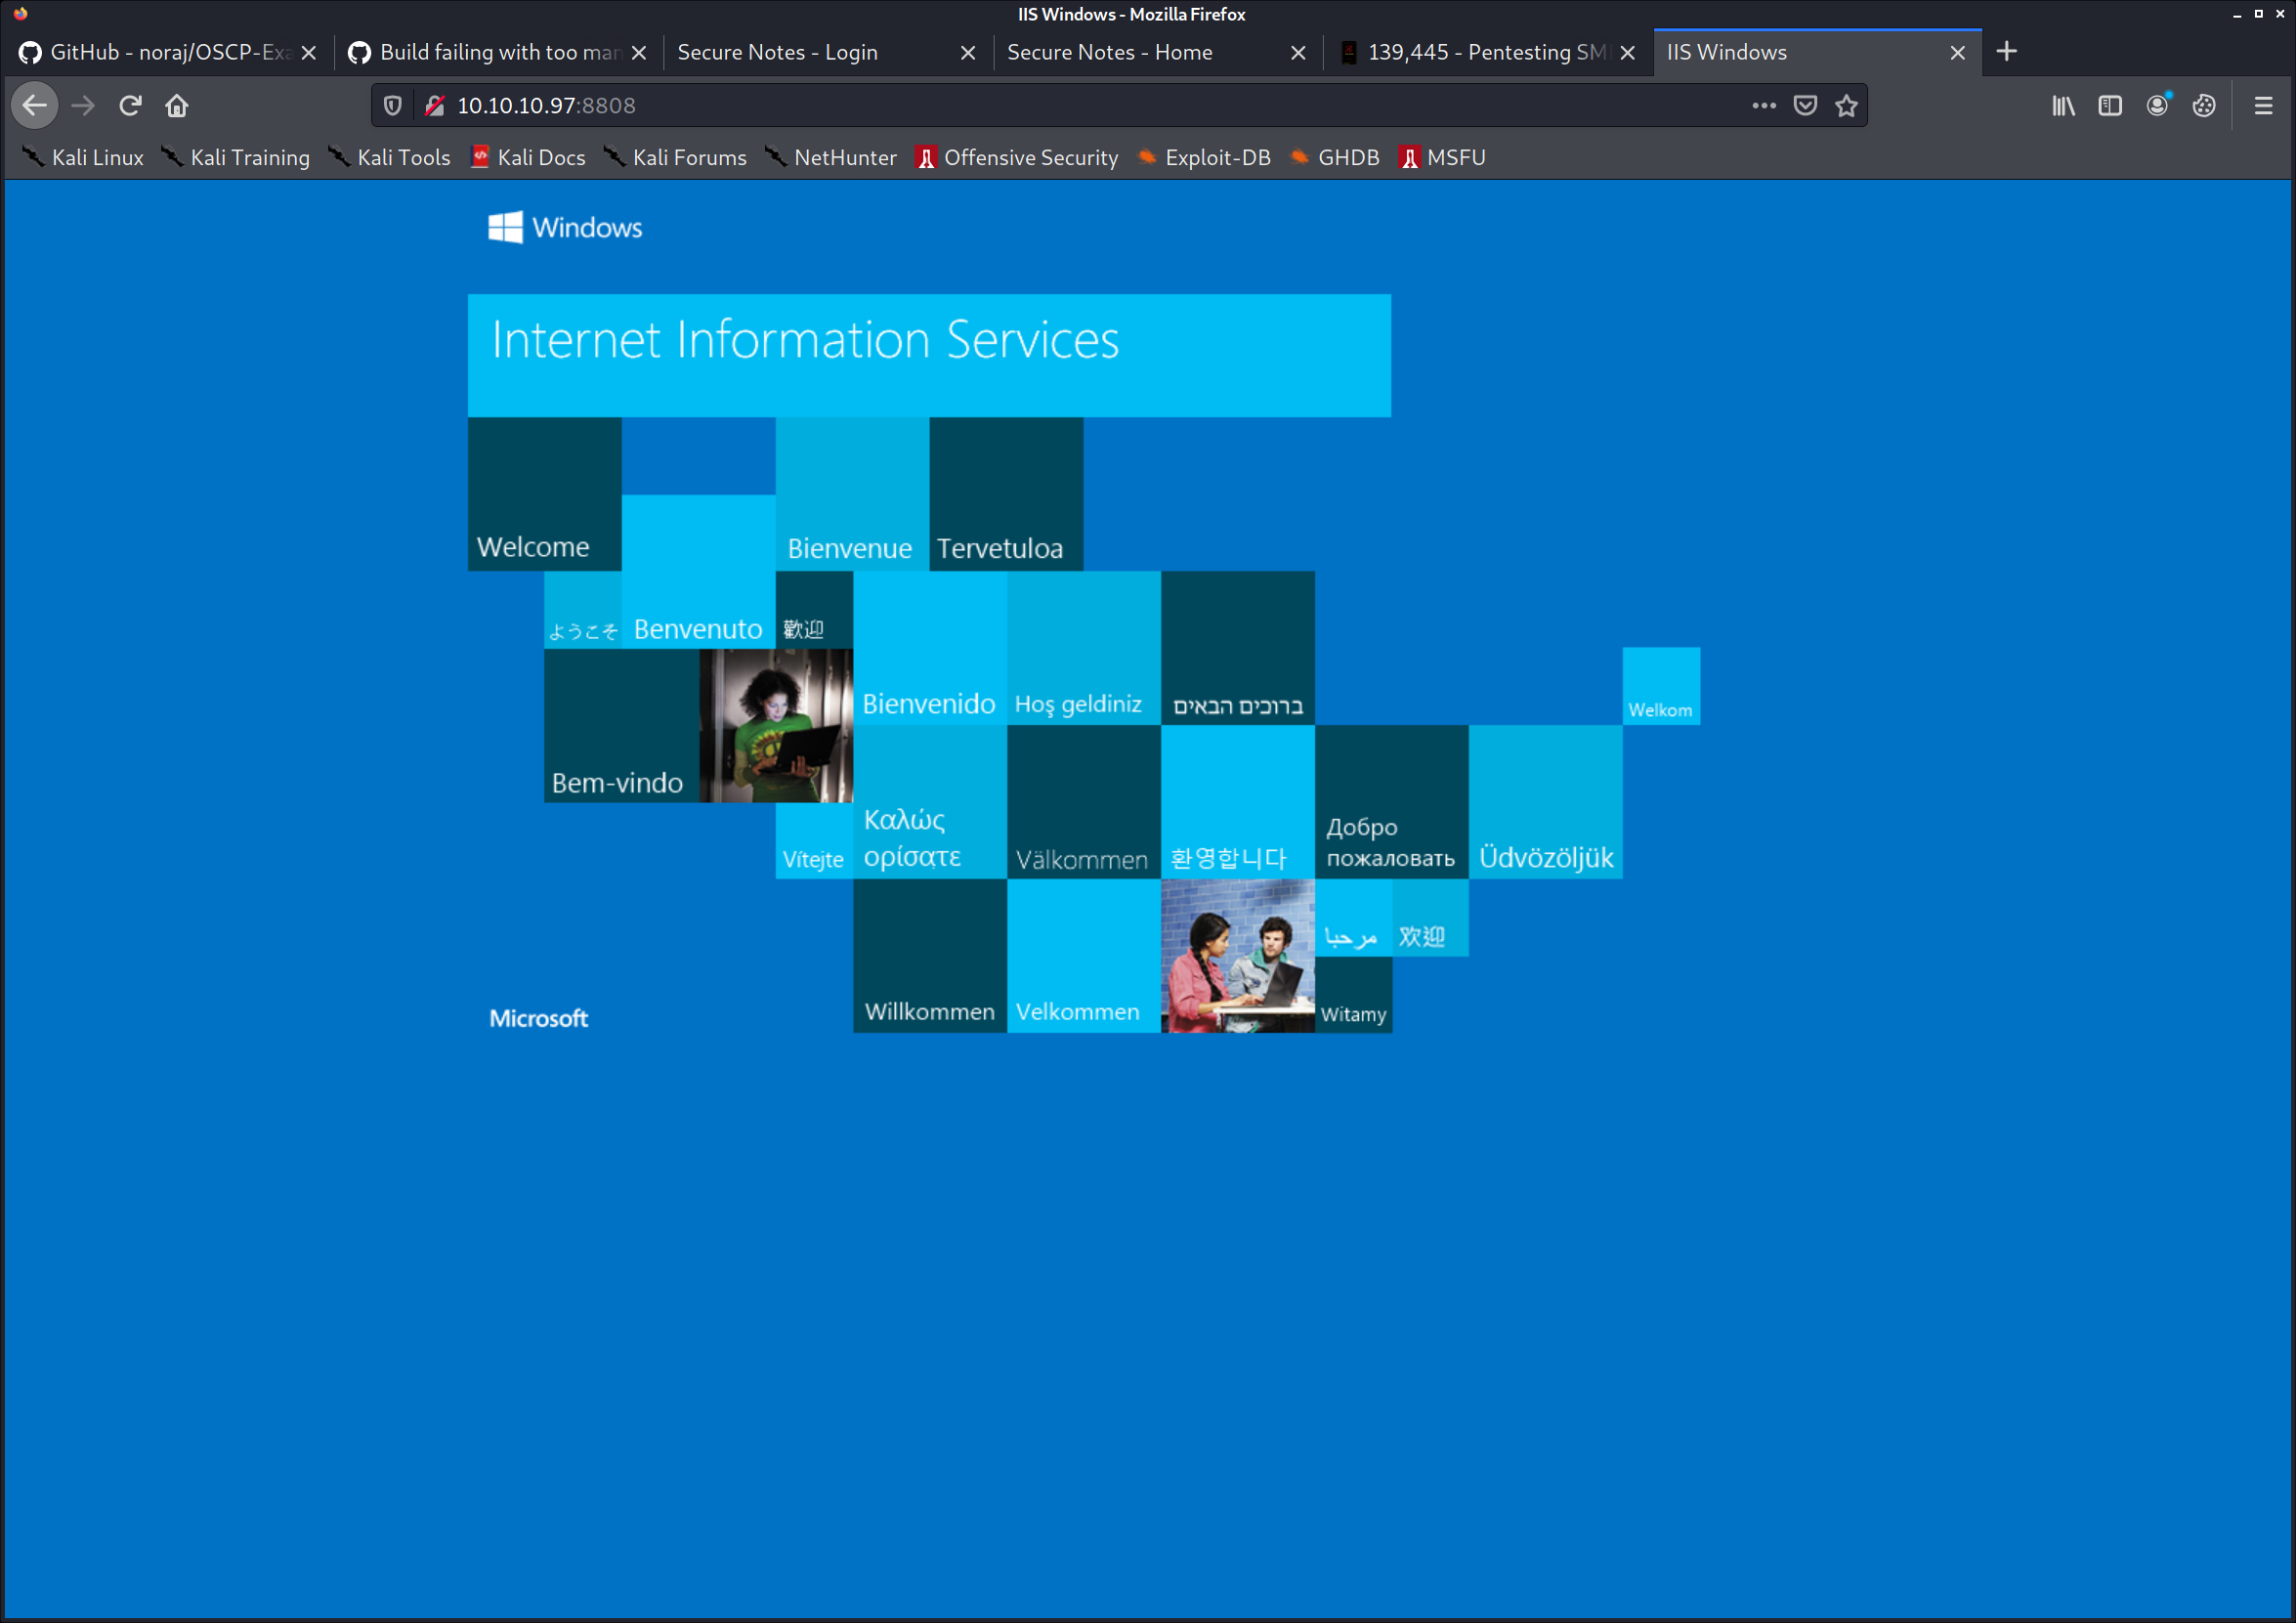 IIS Windows - Mozilla Firefox
GitHub - noraj/OSCP-Exa
Build failing with too man
Secure Notes - Login
Secure Notes - Home
139,445 - Pentesting SM
IIS Windows
10.10.10.97:8808
Kali Linux
Kali Training
Kali Tools
Kali Docs
Kali Forums
NetHunter
Offensive Security
Exploit-DB
GHDB
MSFU
Windows
Internet Information Services
Welcome
Bienvenue
Tervetuloa
ようこそ
Benvenuto
歡迎
Bienvenido
Hoş geldiniz
ברוכים הבאים
Welkom
Bem-vindo
Vítejte
Καλώς
ορίσατε
Välkommen
환영합니다
Добро
пожаловать
Üdvözöljük
مرحبا
欢迎
Willkommen
Velkommen
Witamy
Microsoft